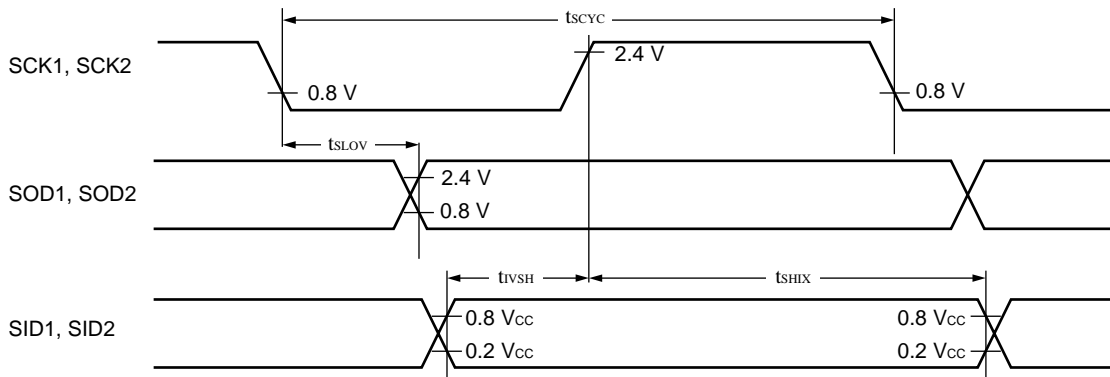 tSCYC
SCK1, SCK2
2.4 V
0.8 V
0.8 V
tSLOV
SOD1, SOD2
2.4 V
0.8 V
tIVSH
tSHIX
SID1, SID2
0.8 VCC
0.8 VCC
0.2 VCC
0.2 VCC